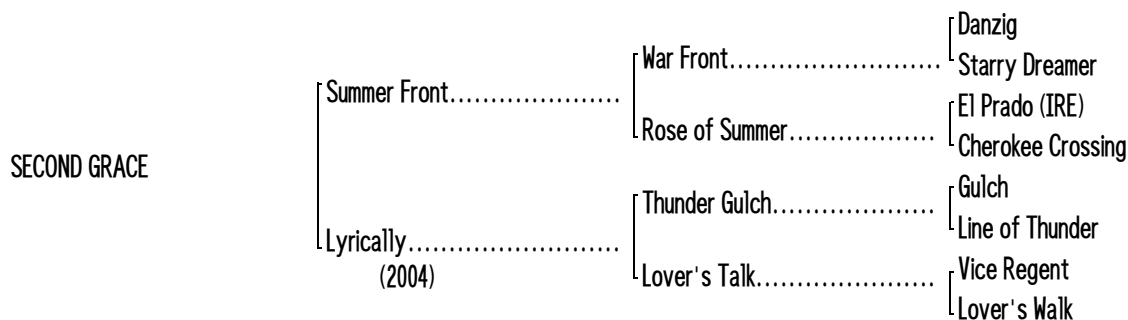 Danzig
War Front..........................
Starry Dreamer
Summer Front.....................
El Prado (IRE)
Rose of Summer..................
Cherokee Crossing
SECOND GRACE
Gulch
Thunder Gulch....................
Line of Thunder
Lyrically..........................
(2004)
Vice Regent
Lover's Talk......................
Lover's Walk